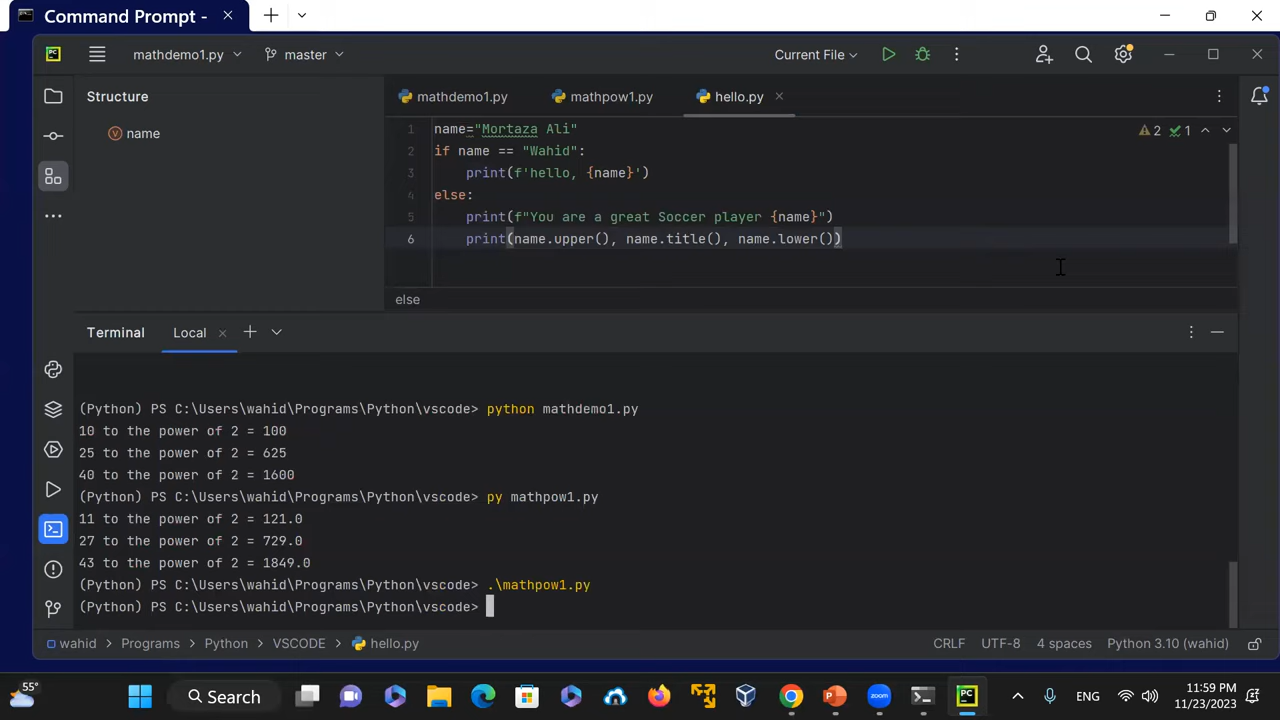 Command Prompt -
PC
mathdemo1.py
master
Current File
Structure
mathdemo1.py
mathpow1.py
hello.py
name
1 name="Mortaza Ali"
2 if name == "Wahid":
3 print(f'hello, {name}')
4 else:
5 print(f"You are a great Soccer player {name}")
6 print(name.upper(), name.title(), name.lower())
2
1
else
Terminal
Local
(Python) PS C:\Users\wahid\Programs\Python\vscode> python mathdemo1.py
10 to the power of 2 = 100
25 to the power of 2 = 625
40 to the power of 2 = 1600
(Python) PS C:\Users\wahid\Programs\Python\vscode> py mathpow1.py
11 to the power of 2 = 121.0
27 to the power of 2 = 729.0
43 to the power of 2 = 1849.0
(Python) PS C:\Users\wahid\Programs\Python\vscode> .\mathpow1.py
(Python) PS C:\Users\wahid\Programs\Python\vscode>
wahid > Programs > Python > VSCODE > hello.py
CRLF
UTF-8
4 spaces
Python 3.10 (wahid)
55°
Search
zoom
PC
ENG
11:59 PM
11/23/2023